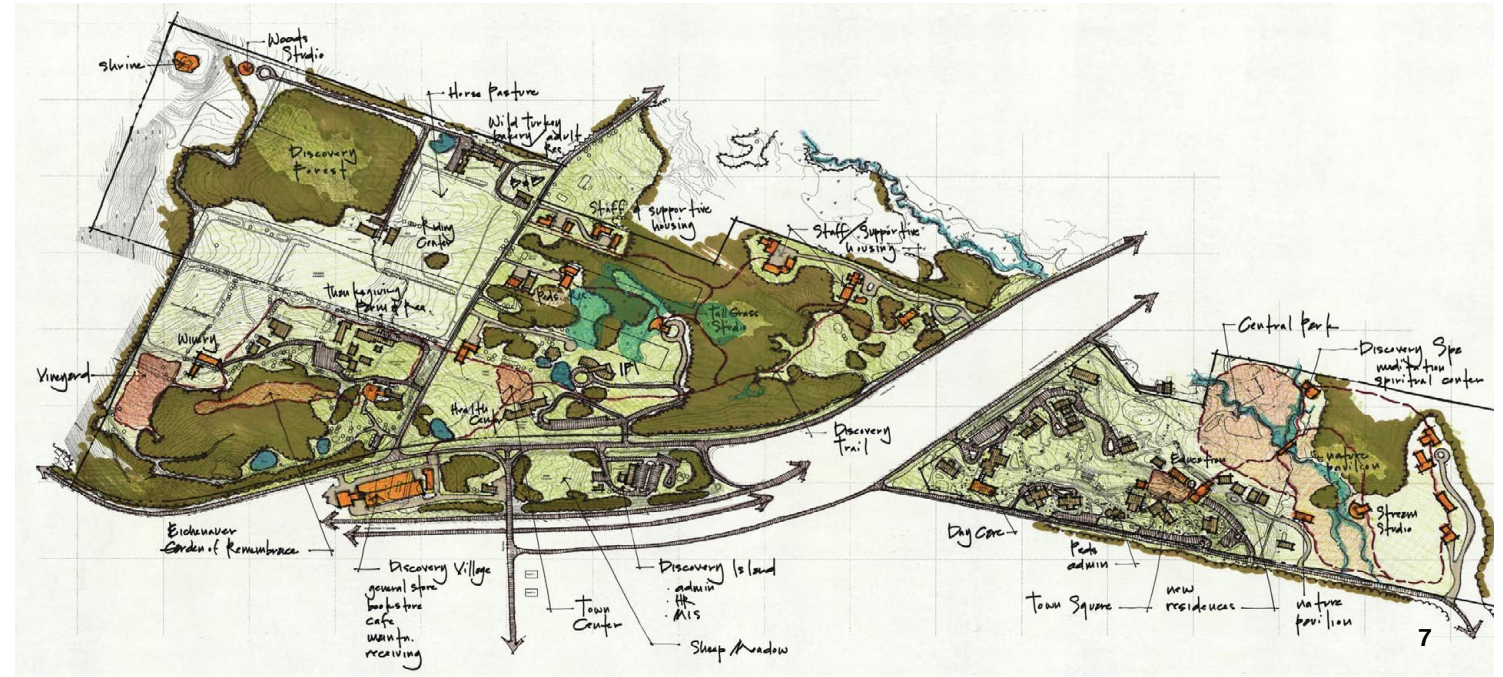 Woods
Studio
Shrine
Horse Pasture
Wild Turkey
bakery / adult
Rec.
Discovery
Forest
Staff & supportive
housing
Riding
Center
Staff / Supportive
housing
Thanksgiving
Farm & Rec.
Peds. Rec.
Tall Grass
Studio
Winery
Vineyard
IPI
Central Park
Discovery Spa
meditation
spiritual center
Health
Center
Discovery
Trail
Education
nature
pavilion
Stream
Studio
Eichenauer
Garden of Remembrance
Day Care
Peds
admin
Discovery Village
general store
bookstore
cafe
maintn.
receiving
Town
Center
Discovery Island
· admin
· HR
· MIS
Sheep Meadow
Town Square
new
residences
nature
pavilion
7